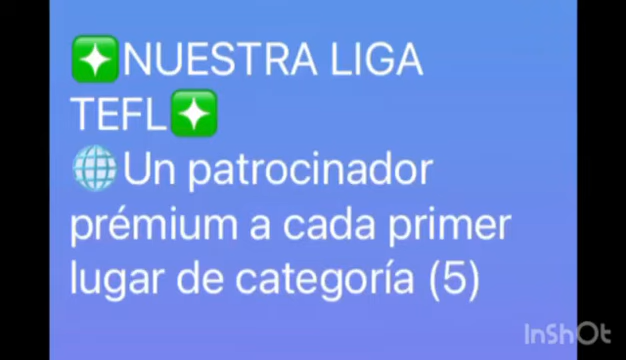 ❇️NUESTRA LIGA
TEFL❇️
🌐Un patrocinador
prémium a cada primer
lugar de categoría (5)
InShOt